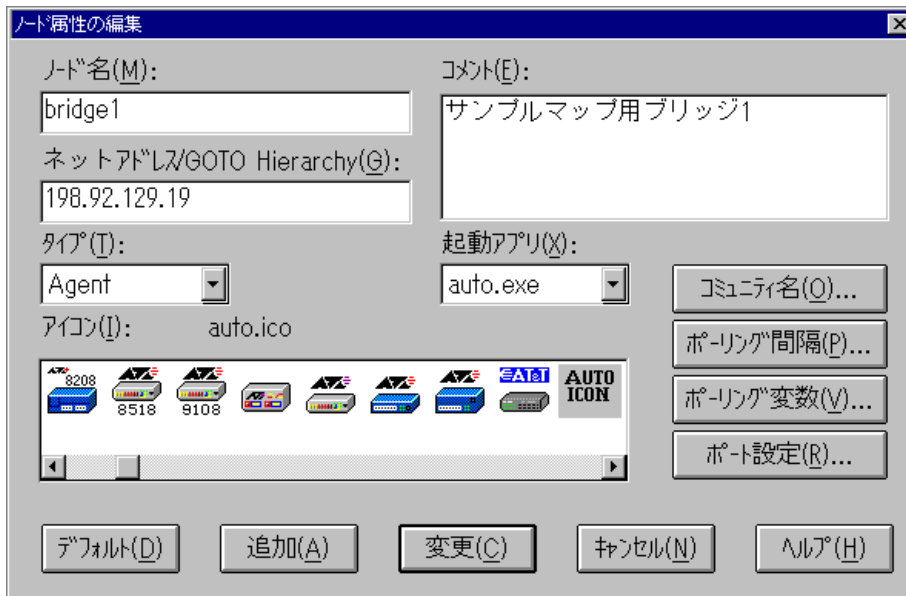 ノード属性の編集
ノード名(M):
bridge1
ネットアドレス/GOTO Hierarchy(G):
198.92.129.19
タイプ(T):
Agent
コメント(E):
サンプルマップ用ブリッジ1
起動アプリ(X):
auto.exe
アイコン(I): auto.ico
8208
8518
9108
AT&T
AUTO
ICON
コミュニティ名(O)...
ポーリング間隔(P)...
ポーリング変数(V)...
ポート設定(R)...
デフォルト(D)
追加(A)
変更(C)
キャンセル(N)
ヘルプ(H)